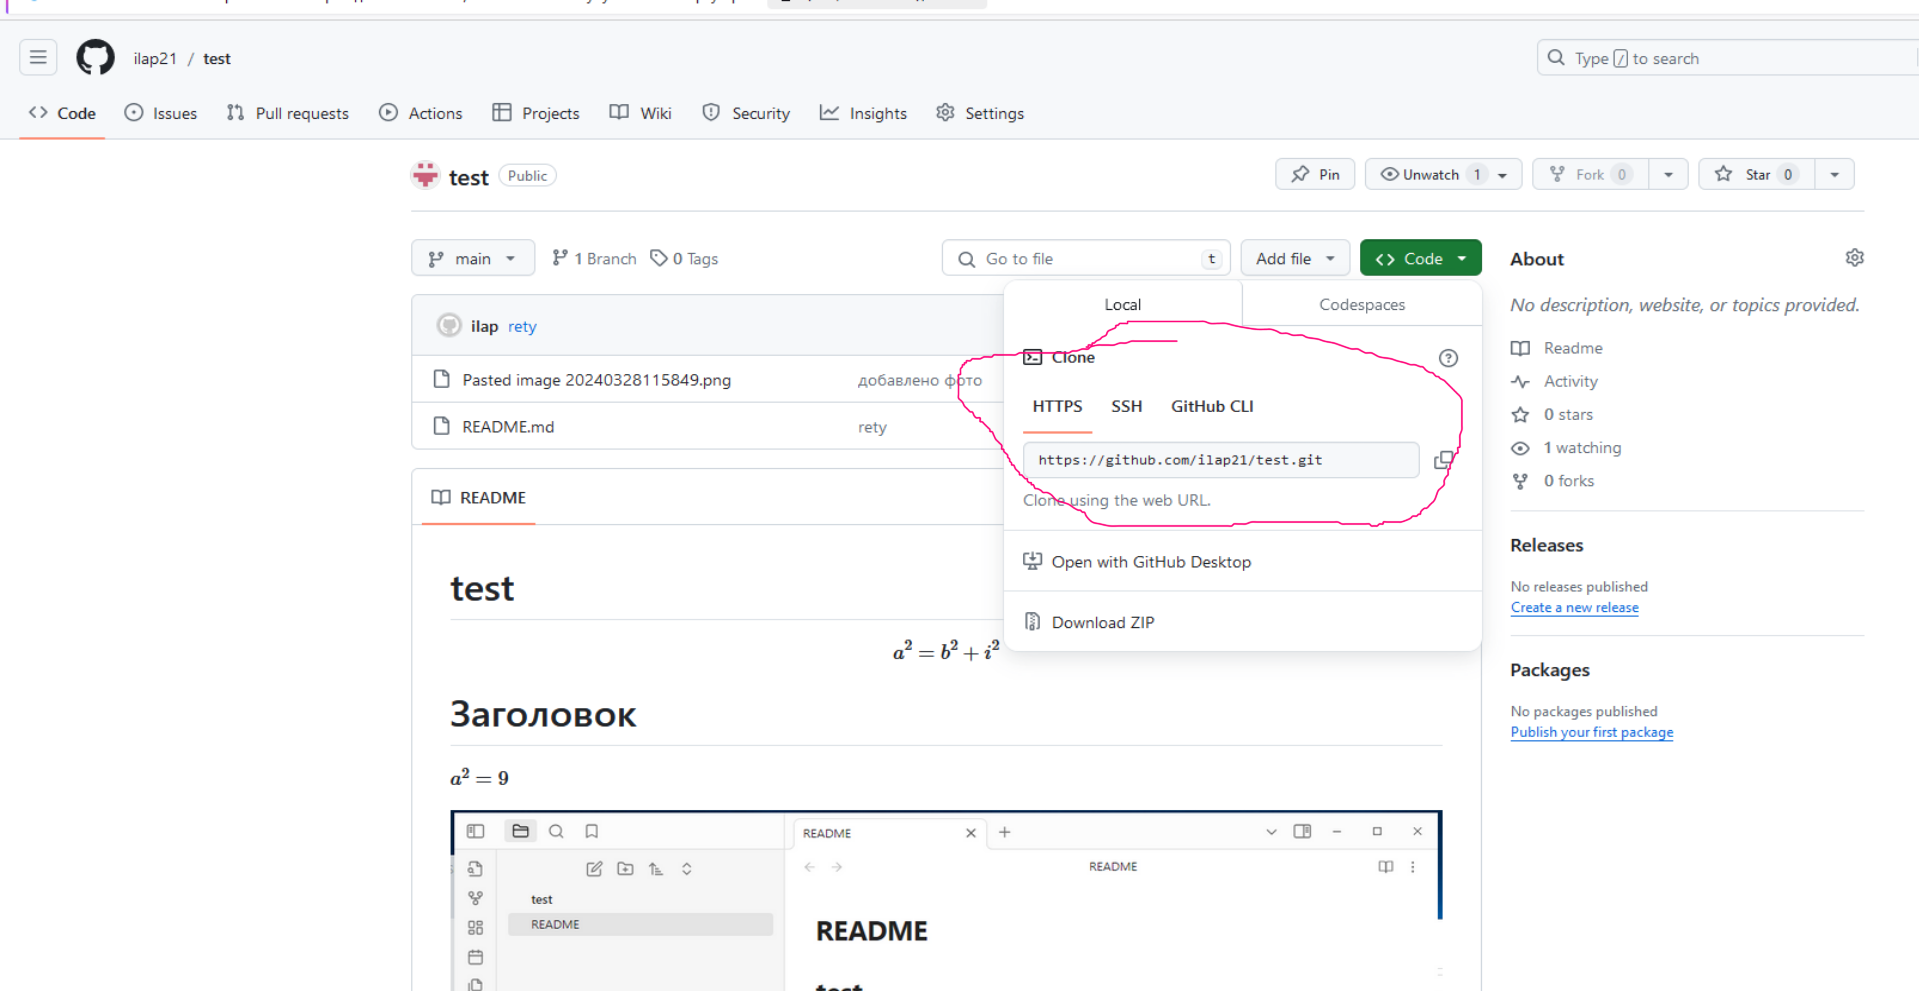 ilap21 / test
Type / to search
Code Issues Pull requests Actions Projects Wiki Security Insights Settings
test Public
Pin Unwatch 1 Fork 0 Star 0
main 1 Branch 0 Tags Go to file t Add file Code
Local Codespaces
ilap rety
Clone
Pasted image 20240328115849.png добавлено фото
HTTPS SSH GitHub CLI
README.md rety
https://github.com/ilap21/test.git
Clone using the web URL.
Open with GitHub Desktop
Download ZIP
README
test
a² = b² + i²
Заголовок
a² = 9
README
README
test
README
README
test
About
No description, website, or topics provided.
Readme
Activity
0 stars
1 watching
0 forks
Releases
No releases published
Create a new release
Packages
No packages published
Publish your first package